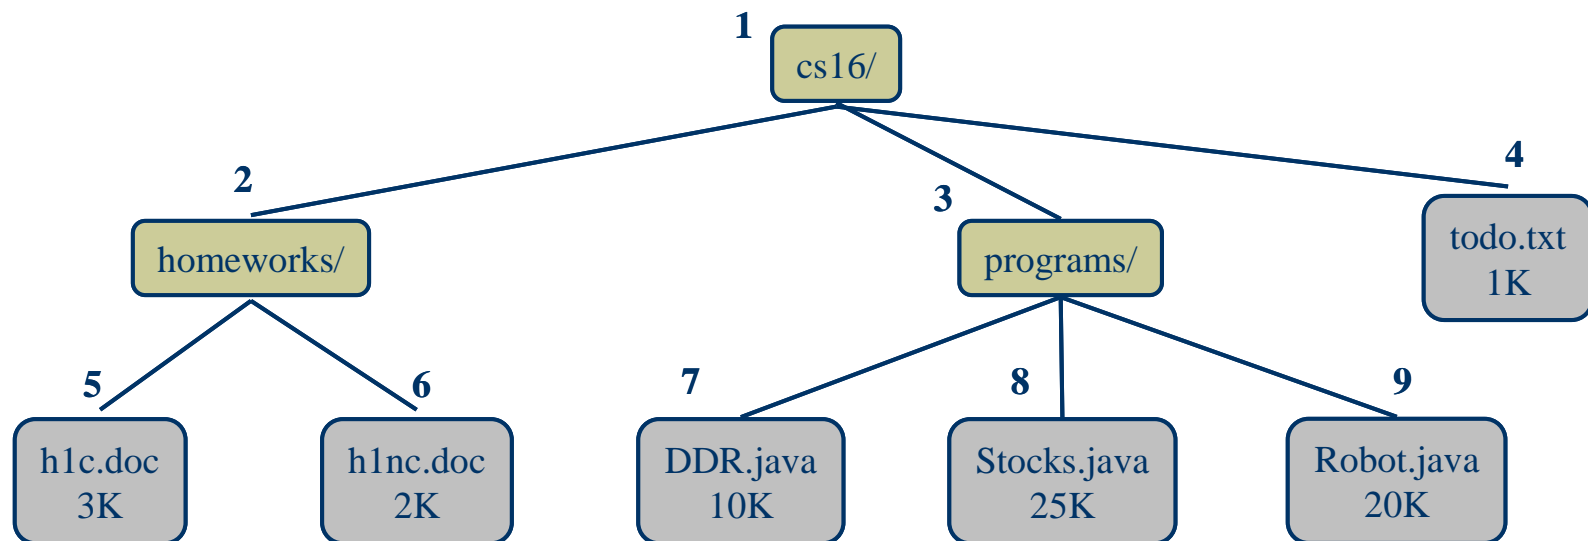 1
cs16/
2
homeworks/
3
programs/
4
todo.txt
1K
5
h1c.doc
3K
6
h1nc.doc
2K
7
DDR.java
10K
8
Stocks.java
25K
9
Robot.java
20K